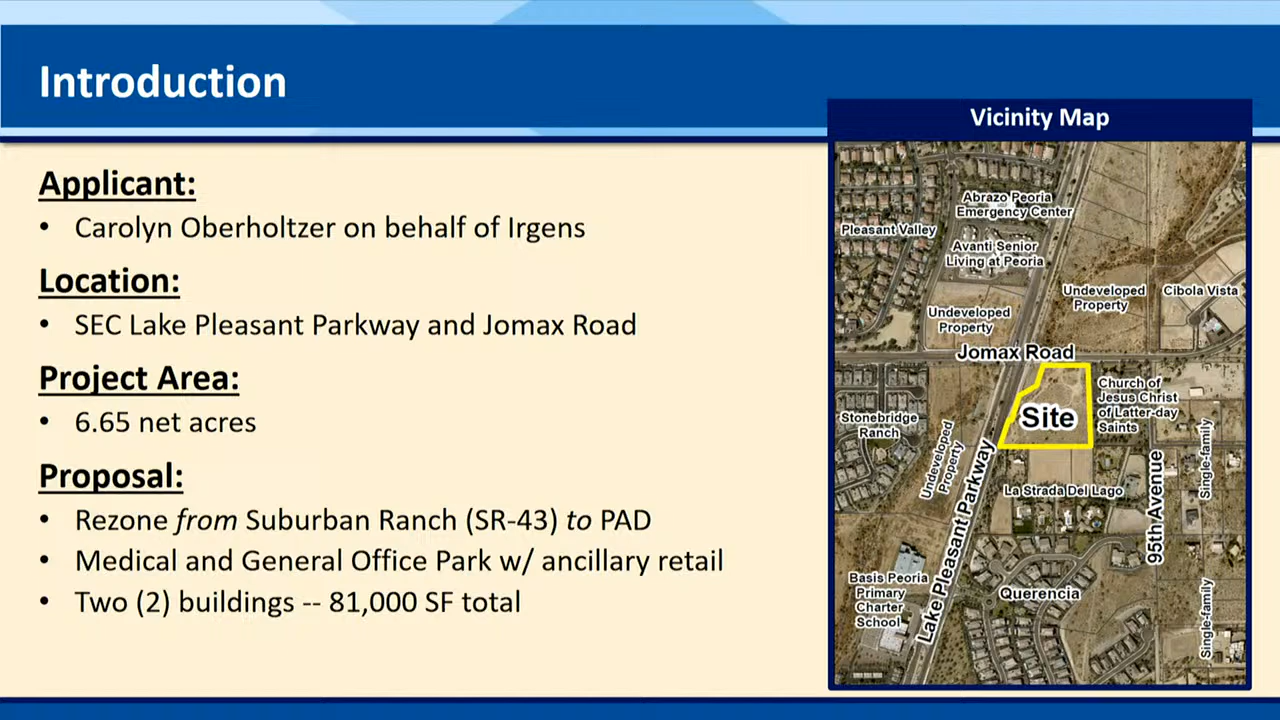 Introduction
Applicant:
• Carolyn Oberholtzer on behalf of Irgens
Location:
• SEC Lake Pleasant Parkway and Jomax Road
Project Area:
• 6.65 net acres
Proposal:
• Rezone from Suburban Ranch (SR-43) to PAD
• Medical and General Office Park w/ ancillary retail
• Two (2) buildings -- 81,000 SF total
Vicinity Map
Abrazo Peoria
Emergency Center
Pleasant Valley
Avanti Senior
Living at Peoria
Undeveloped
Property
Cibola Vista
Undeveloped
Property
Jomax Road
Church of
Jesus Christ
of Latter-day
Saints
Site
Stonebridge
Ranch
Undeveloped
Property
Single-family
La Strada Del Lago
Lake Pleasant Parkway
95th Avenue
Basis Peoria
Primary
Charter
School
Querencia
Single-family